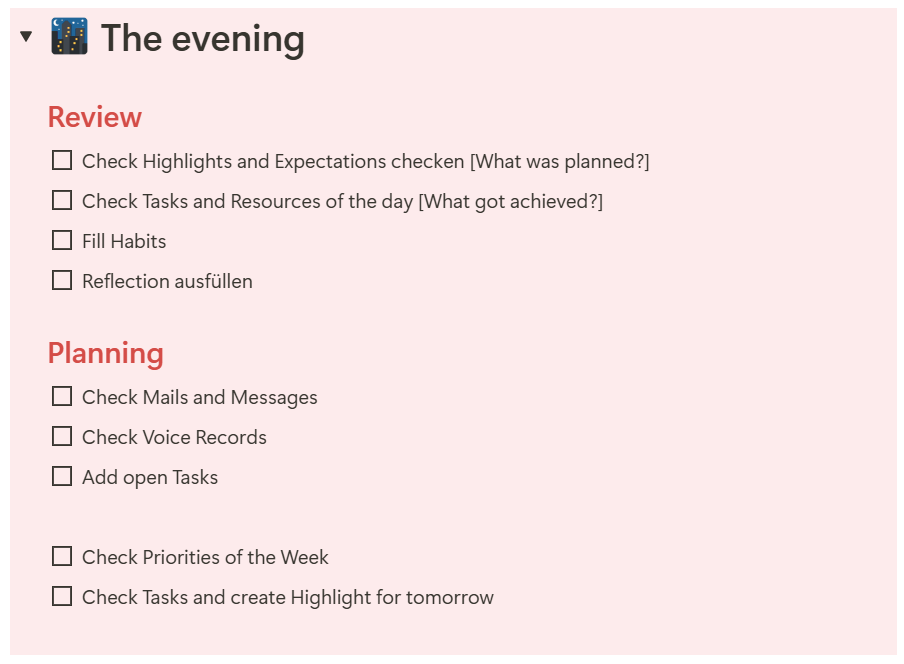 The evening
Review
Check Highlights and Expectations checken [What was planned?]
Check Tasks and Resources of the day [What got achieved?]
Fill Habits
Reflection ausfüllen
Planning
Check Mails and Messages
Check Voice Records
Add open Tasks
Check Priorities of the Week
Check Tasks and create Highlight for tomorrow